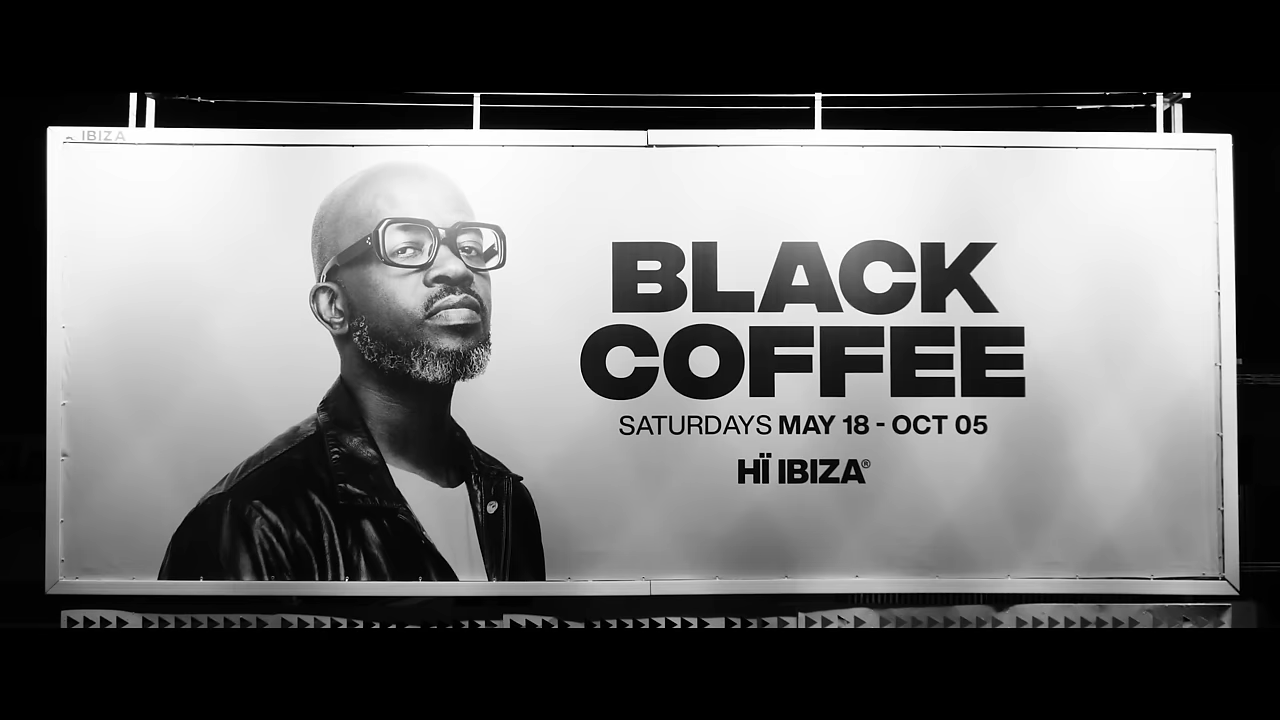 IBIZA
BLACK
COFFEE
SATURDAYS MAY 18 - OCT 05
HÏ IBIZA®